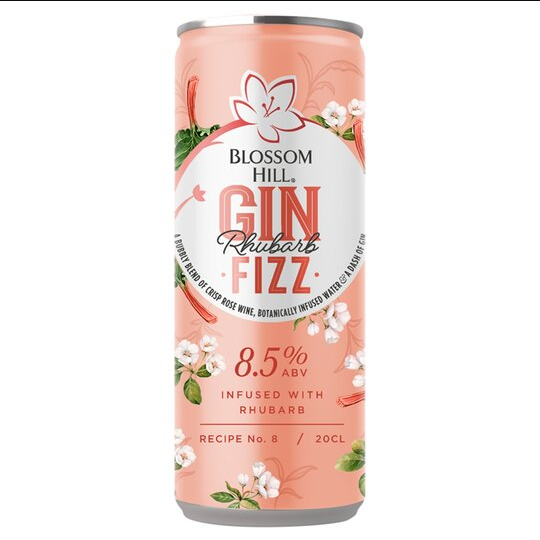 BLOSSOM
HILL®
GIN
Rhubarb
·FIZZ·
A BUBBLY BLEND OF CRISP ROSE WINE, BOTANICALLY INFUSED WATER & A DASH OF GIN
8.5% ABV
INFUSED WITH
RHUBARB
RECIPE No. 8 / 20CL